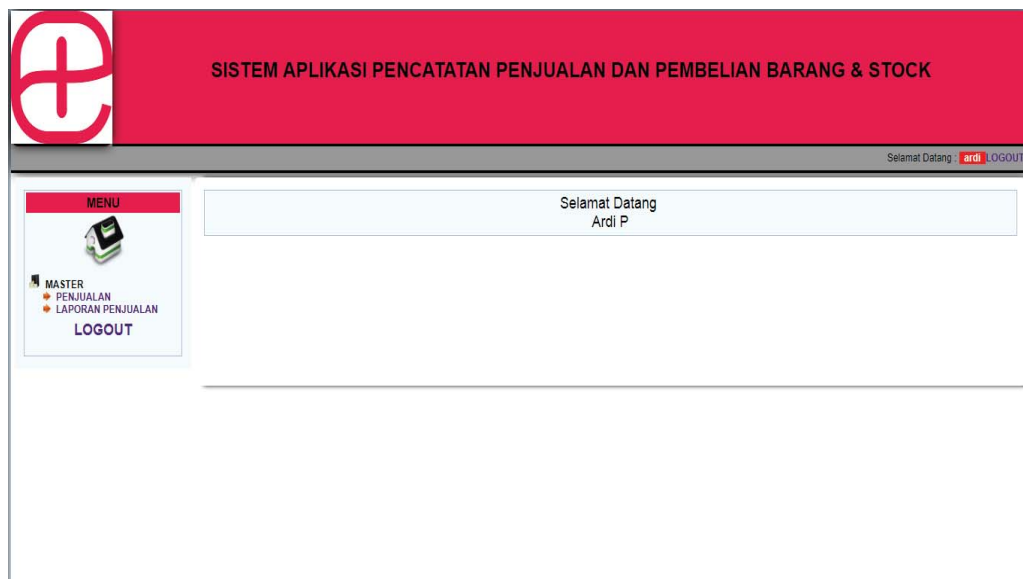 SISTEM APLIKASI PENCATATAN PENJUALAN DAN PEMBELIAN BARANG & STOCK
Selamat Datang : ardi LOGOUT
MENU
MASTER
PENJUALAN
LAPORAN PENJUALAN
LOGOUT
Selamat Datang
Ardi P